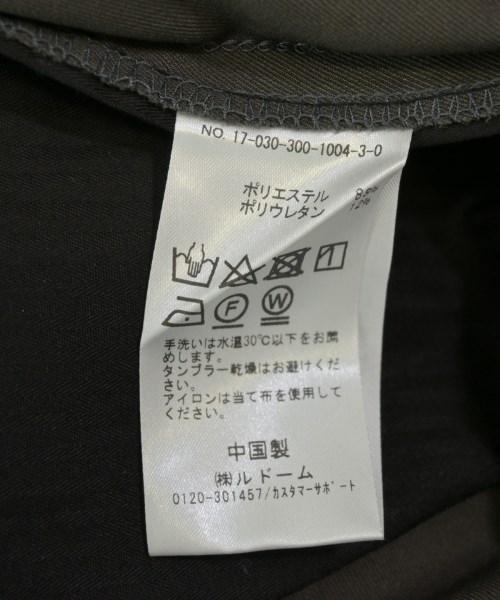 NO. 17-030-300-1004-3-0
ポリエステル 88%
ポリウレタン 12%
F W
手洗いは水温30℃以下をお薦
めします。
タンブラー乾燥はお避けくだ
さい。
アイロンは当て布を使用して
ください。
中国製
(株)ルドーム
0120-301457/カスタマーサポート